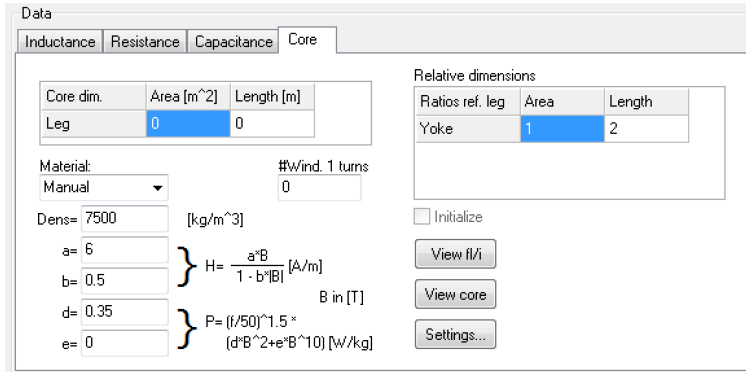 Data
Inductance Resistance Capacitance Core
Core dim. Area [m^2] Length [m]
Leg 0 0
Relative dimensions
Ratios ref. leg Area Length
Yoke 1 2
Material: #Wind. 1 turns
Manual 0
Dens= 7500 [kg/m^3]
a= 6
b= 0.5
H= a*B
1 - b*|B| [A/m]
B in [T]
d= 0.35
e= 0
P= (f/50)^1.5 *
(d*B^2+e*B^10) [W/kg]
Initialize
View fl/i
View core
Settings...